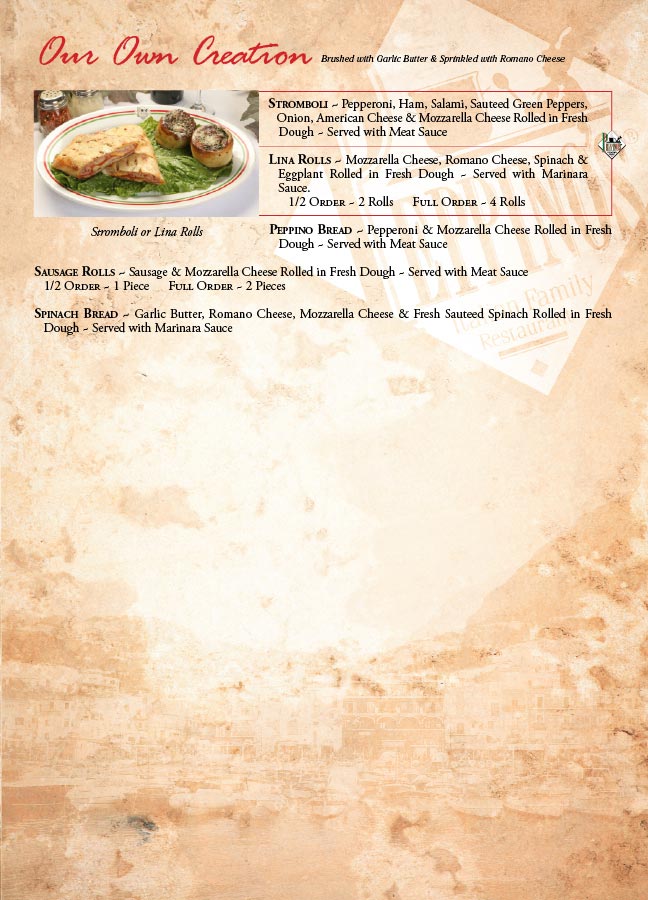 Our Own Creation Brushed with Garlic Butter & Sprinkled with Romano Cheese
Stromboli ~ Pepperoni, Ham, Salami, Sauteed Green Peppers,
Onion, American Cheese & Mozzarella Cheese Rolled in Fresh
Dough ~ Served with Meat Sauce
Lina Rolls ~ Mozzarella Cheese, Romano Cheese, Spinach &
Eggplant Rolled in Fresh Dough ~ Served with Marinara
Sauce.
1/2 Order ~ 2 Rolls Full Order ~ 4 Rolls
Stromboli or Lina Rolls
Peppino Bread ~ Pepperoni & Mozzarella Cheese Rolled in Fresh
Dough ~ Served with Meat Sauce
Sausage Rolls ~ Sausage & Mozzarella Cheese Rolled in Fresh Dough ~ Served with Meat Sauce
1/2 Order ~ 1 Piece Full Order ~ 2 Pieces
Spinach Bread ~ Garlic Butter, Romano Cheese, Mozzarella Cheese & Fresh Sauteed Spinach Rolled in Fresh
Dough ~ Served with Marinara Sauce
Italian Family
Restaurant